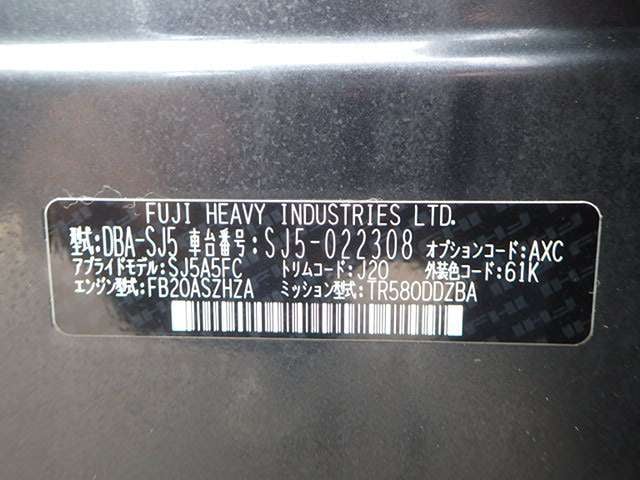 FUJI HEAVY INDUSTRIES LTD.
型式:DBA-SJ5 車台番号:SJ5-022308 オプションコード:AXC
アプライドモデル:SJ5A5FC トリムコード:J20 外装色コード:61K
エンジン型式:FB20ASZHZA ミッション型式:TR580DDZBA